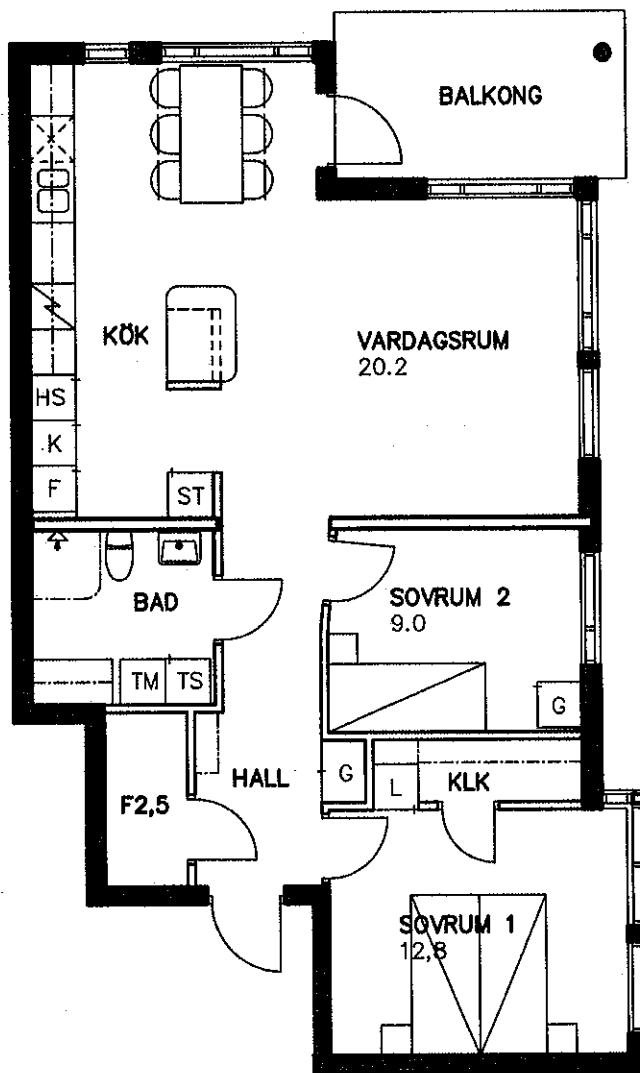 BALKONG
KÖK
VARDAGSRUM
20.2
HS
K
F
ST
BAD
SOVRUM 2
9.0
TM
TS
G
HALL
G
L
KLK
F2,5
SOVRUM 1
12,8